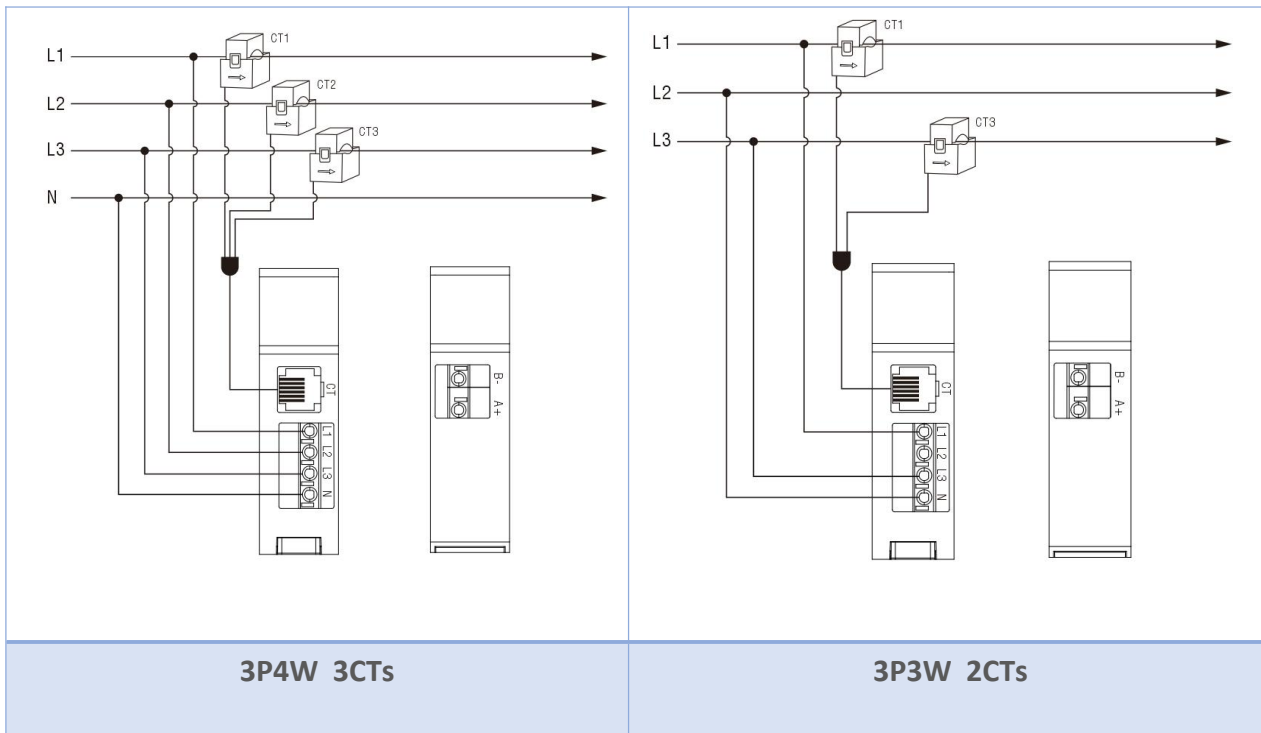 CT1
L1
CT2
L2
CT3
L3
N
CT
L1
L2
L3
N
B-
A+
3P4W 3CTs
CT1
L1
L2
CT3
L3
CT
L1
L2
L3
N
B-
A+
3P3W 2CTs